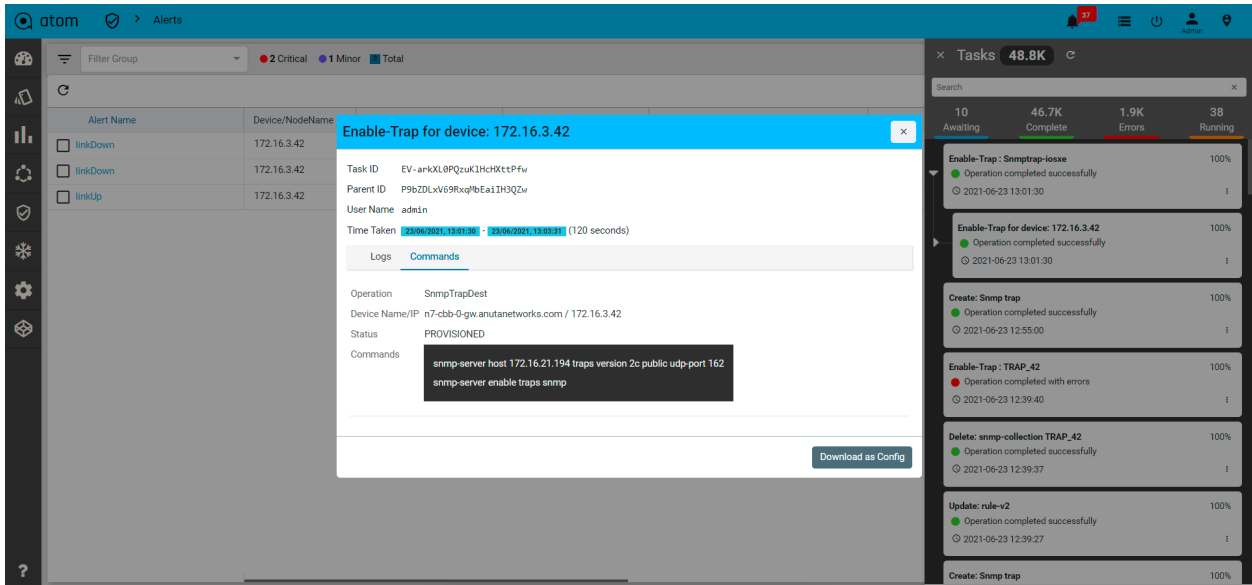 atom > Alerts
37
Admin
Filter Group
2 Critical 1 Minor Total
Alert Name Device/NodeName
linkDown 172.16.3.42
linkDown 172.16.3.42
linkUp 172.16.3.42
?
Enable-Trap for device: 172.16.3.42
×
Task ID EV-arkXL0PQzuKlHcHXttPfw
Parent ID P9bZDLxV69RxqMbEaiIH3QZw
User Name admin
Time Taken 23/06/2021, 13:01:30 - 23/06/2021, 13:03:31 (120 seconds)
Logs Commands
Operation SnmpTrapDest
Device Name/IP n7-cbb-0-gw.anutanetworks.com / 172.16.3.42
Status PROVISIONED
Commands
snmp-server host 172.16.21.194 traps version 2c public udp-port 162
snmp-server enable traps snmp
Download as Config
× Tasks 48.8K
Search ×
10 46.7K 1.9K 38
Awaiting Complete Errors Running
Enable-Trap : Snmptrap-iosxe 100%
Operation completed successfully
2021-06-23 13:01:30
Enable-Trap for device: 172.16.3.42 100%
Operation completed successfully
2021-06-23 13:01:30
Create: Snmp trap 100%
Operation completed successfully
2021-06-23 12:55:00
Enable-Trap : TRAP_42 100%
Operation completed with errors
2021-06-23 12:39:40
Delete: snmp-collection TRAP_42 100%
Operation completed successfully
2021-06-23 12:39:37
Update: rule-v2 100%
Operation completed successfully
2021-06-23 12:39:27
Create: Snmp trap 100%